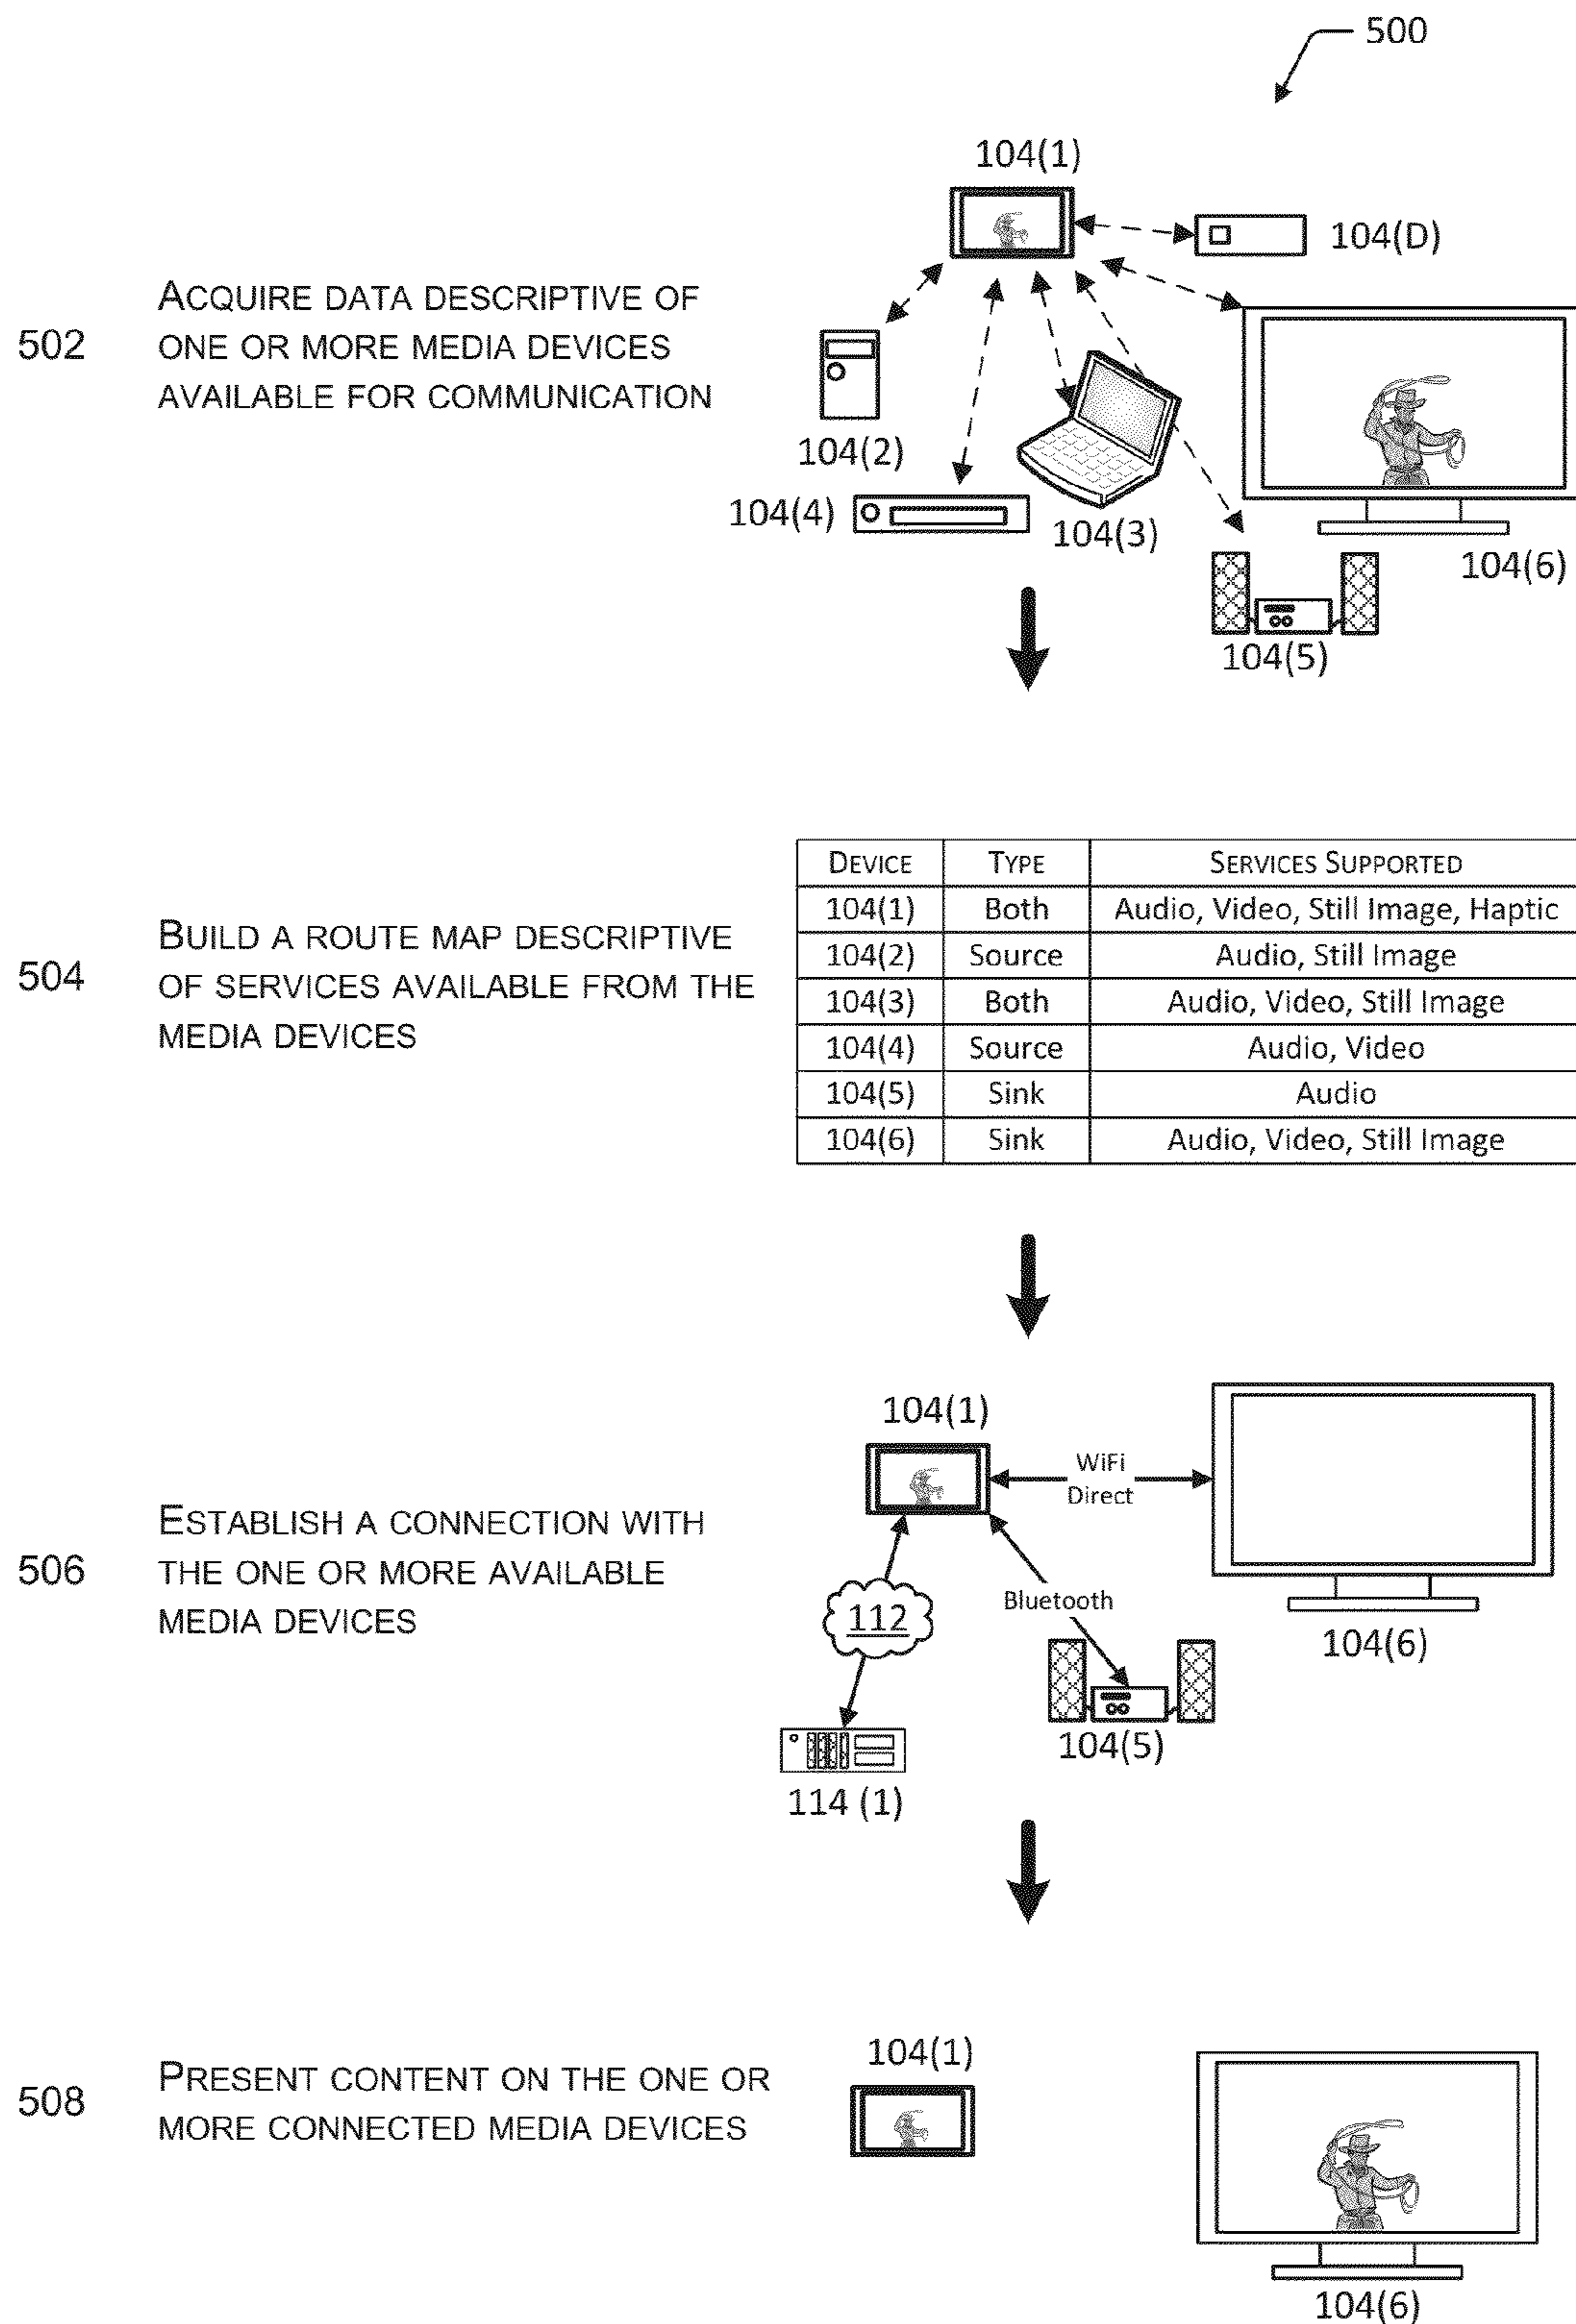 500
104(1)
104(D)
502
ACQUIRE DATA DESCRIPTIVE OF
ONE OR MORE MEDIA DEVICES
AVAILABLE FOR COMMUNICATION
104(2)
104(4)
104(3)
104(6)
104(5)
504
BUILD A ROUTE MAP DESCRIPTIVE
OF SERVICES AVAILABLE FROM THE
MEDIA DEVICES
DEVICE TYPE SERVICES SUPPORTED
104(1) Both Audio, Video, Still Image, Haptic
104(2) Source Audio, Still Image
104(3) Both Audio, Video, Still Image
104(4) Source Audio, Video
104(5) Sink Audio
104(6) Sink Audio, Video, Still Image
506
ESTABLISH A CONNECTION WITH
THE ONE OR MORE AVAILABLE
MEDIA DEVICES
104(1)
WiFi
Direct
Bluetooth
112
104(6)
104(5)
114 (1)
508
PRESENT CONTENT ON THE ONE OR
MORE CONNECTED MEDIA DEVICES
104(1)
104(6)